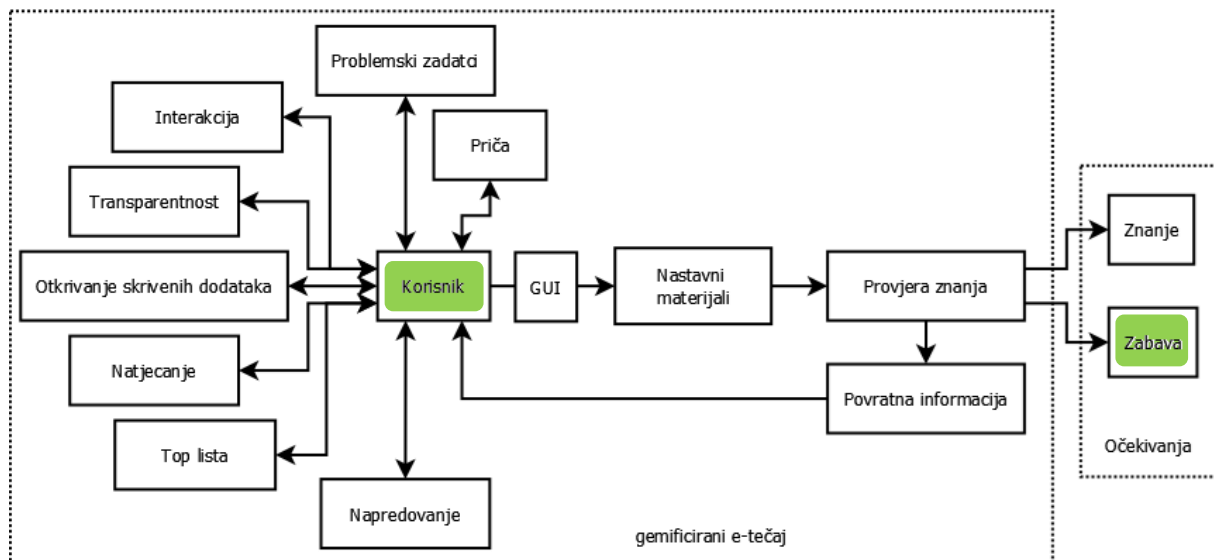 Problemski zadatci
Interakcija
Priča
Transparentnost
Otkrivanje skrivenih dodataka
Korisnik
GUI
Nastavni
materijali
Provjera znanja
Znanje
Zabava
Natjecanje
Povratna informacija
Top lista
Očekivanja
Napredovanje
gemificirani e-tečaj